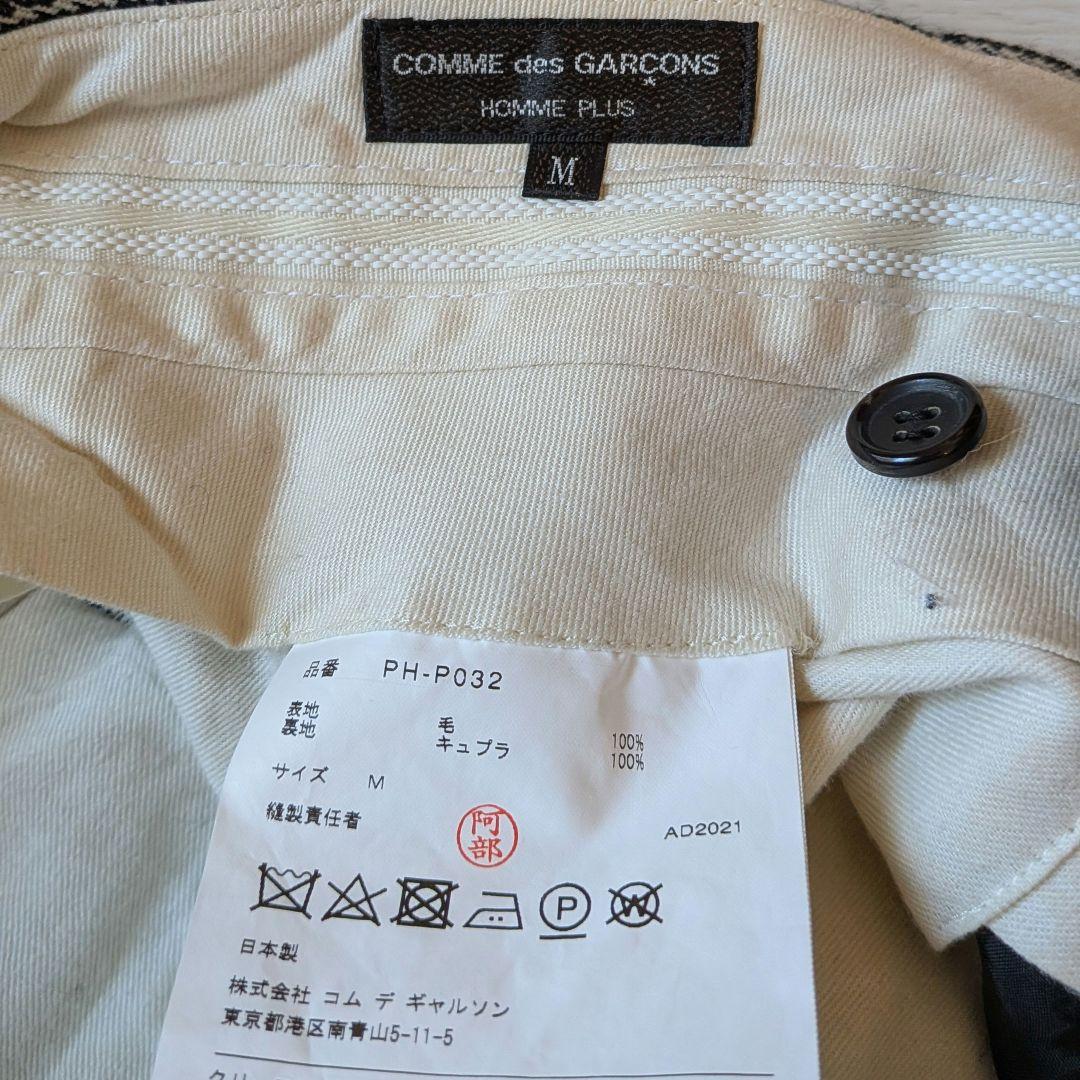 COMME des GARÇONS
HOMME PLUS
M
品番 PH-P032
表地 毛 100%
裏地 キュプラ 100%
サイズ M
縫製責任者 阿部 AD2021
P W
日本製
株式会社 コム デ ギャルソン
東京都港区南青山5-11-5